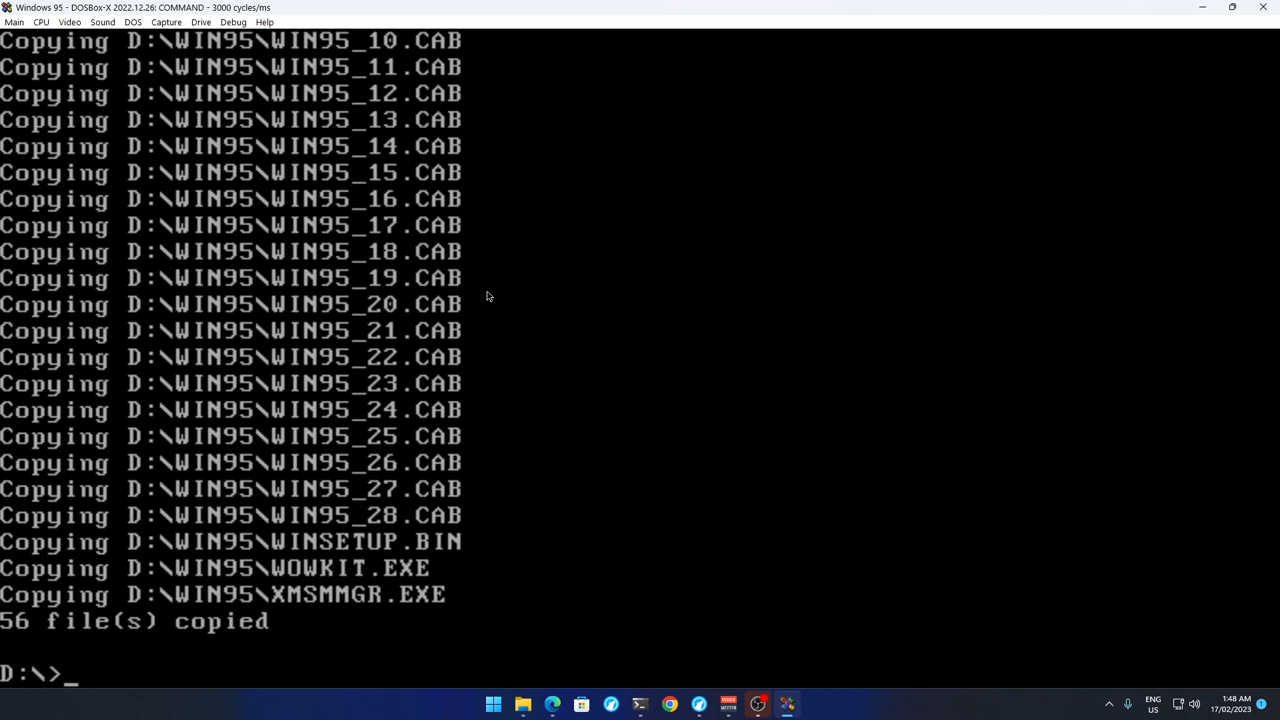 Windows 95 - DOSBox-X 2022.12.26: COMMAND - 3000 cycles/ms
Main CPU Video Sound DOS Capture Drive Debug Help
Copying D:\WIN95\WIN95_10.CAB
Copying D:\WIN95\WIN95_11.CAB
Copying D:\WIN95\WIN95_12.CAB
Copying D:\WIN95\WIN95_13.CAB
Copying D:\WIN95\WIN95_14.CAB
Copying D:\WIN95\WIN95_15.CAB
Copying D:\WIN95\WIN95_16.CAB
Copying D:\WIN95\WIN95_17.CAB
Copying D:\WIN95\WIN95_18.CAB
Copying D:\WIN95\WIN95_19.CAB
Copying D:\WIN95\WIN95_20.CAB
Copying D:\WIN95\WIN95_21.CAB
Copying D:\WIN95\WIN95_22.CAB
Copying D:\WIN95\WIN95_23.CAB
Copying D:\WIN95\WIN95_24.CAB
Copying D:\WIN95\WIN95_25.CAB
Copying D:\WIN95\WIN95_26.CAB
Copying D:\WIN95\WIN95_27.CAB
Copying D:\WIN95\WIN95_28.CAB
Copying D:\WIN95\WINSETUP.BIN
Copying D:\WIN95\WOWKIT.EXE
Copying D:\WIN95\XMSMMGR.EXE
56 file(s) copied
D:\>_
ENG
US
1:48 AM
17/02/2023